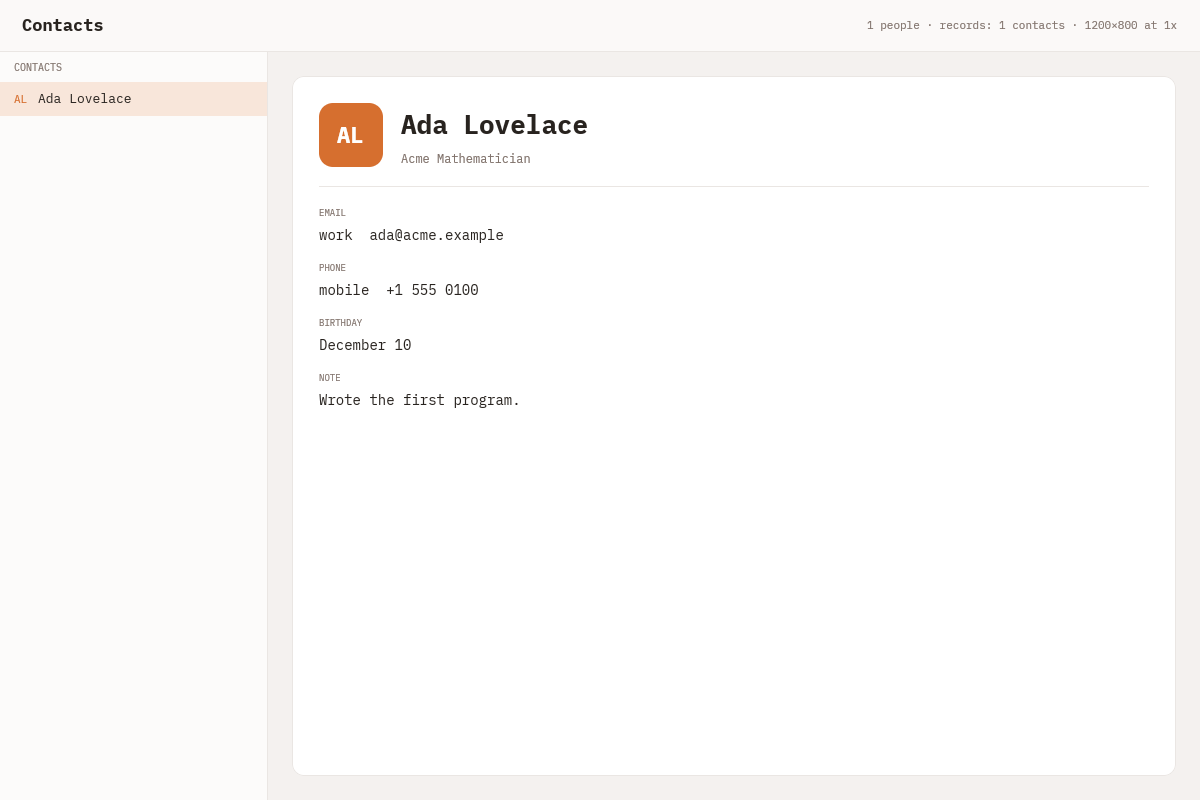 Contacts
1 people · records: 1 contacts · 1200×800 at 1x
CONTACTS
AL Ada Lovelace
AL
Ada Lovelace
Acme Mathematician
EMAIL
work ada@acme.example
PHONE
mobile +1 555 0100
BIRTHDAY
December 10
NOTE
Wrote the first program.